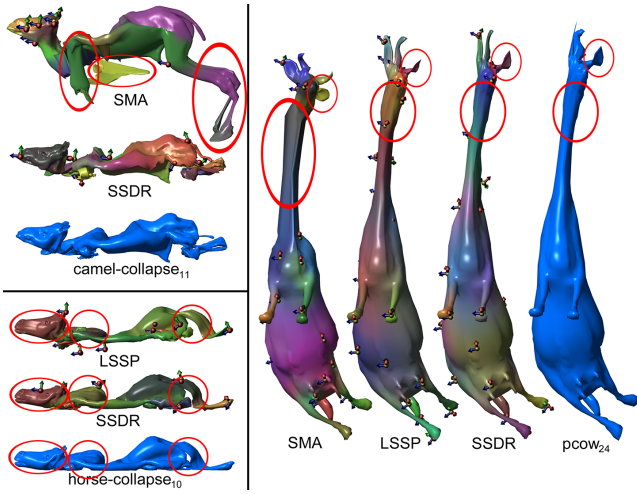 SMA
SSDR
camel-collapse₁₁
LSSP
SSDR
horse-collapse₁₀
SMA LSSP SSDR pcow₂₄